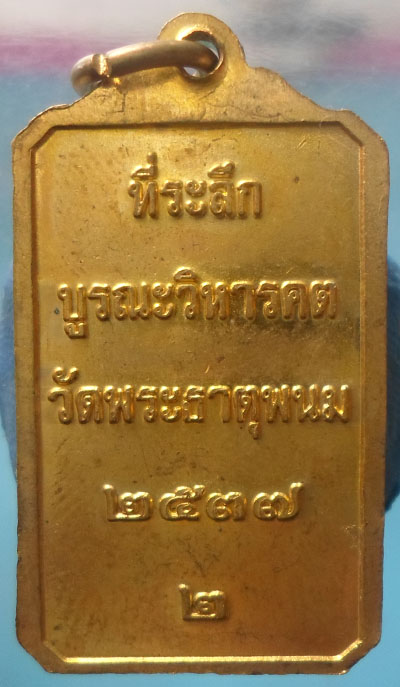 ที่ระลึก
บูรณะวิหารคต
วัดพระธาตุพนม
๒๕๓๗
๒